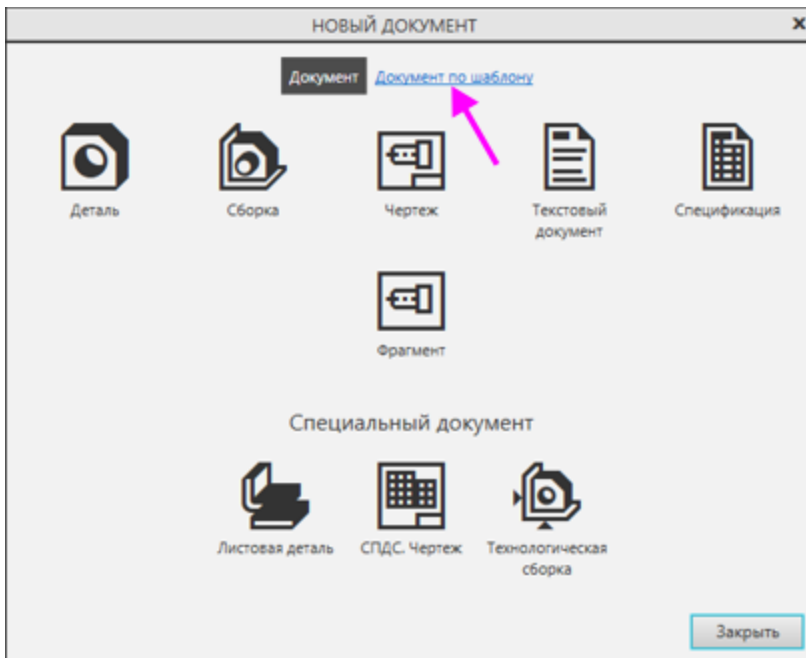 НОВЫЙ ДОКУМЕНТ
Документ Документ по шаблону
Деталь
Сборка
Чертеж
Текстовый
документ
Спецификация
Фрагмент
Специальный документ
Листовая деталь
СПДС. Чертеж
Технологическая
сборка
Закрыть